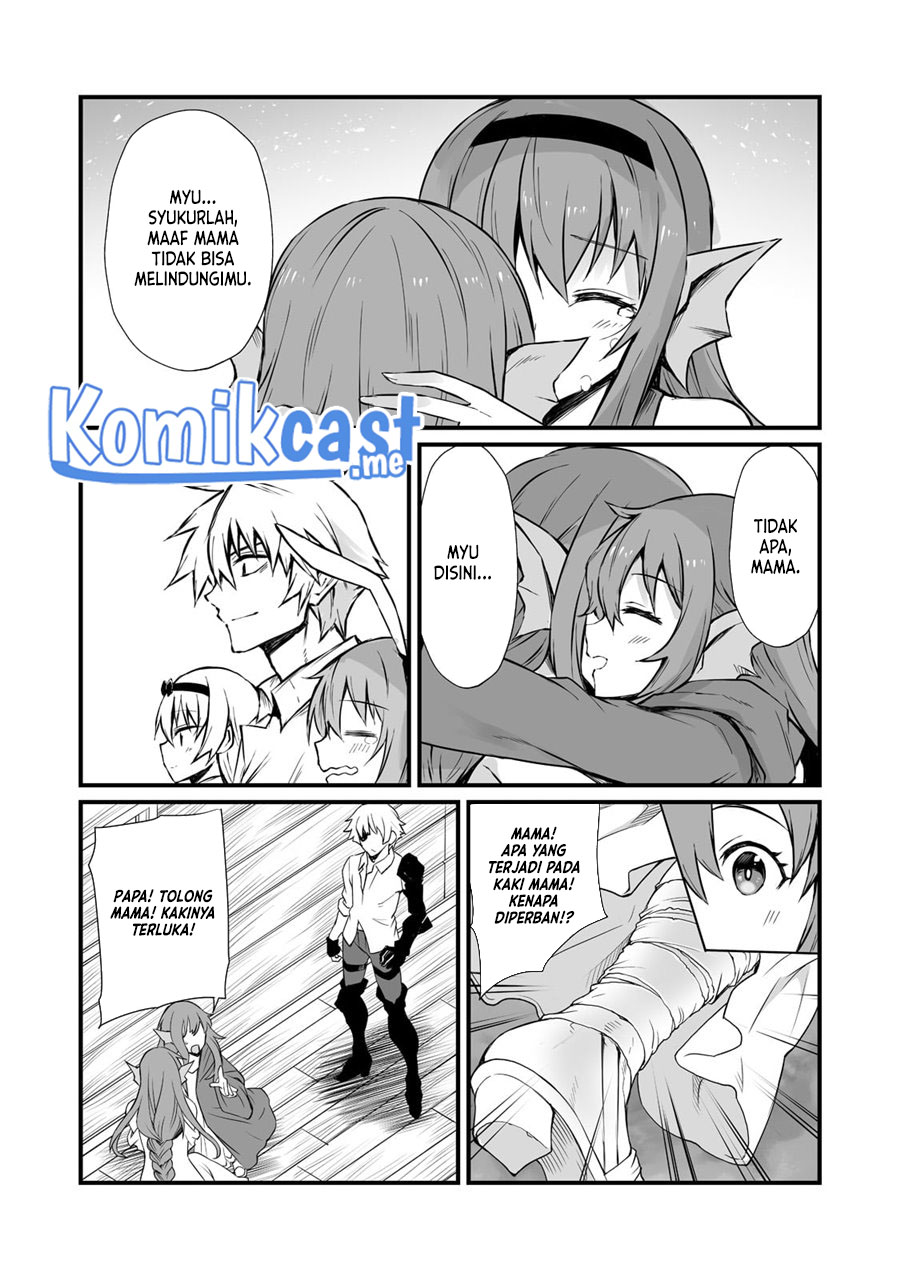 MYU...
SYUKURLAH,
MAAF MAMA
TIDAK BISA
MELINDUNGIMU.
Komikcast
.me
TIDAK
APA,
MAMA.
MYU
DISINI...
MAMA!
APA YANG
TERJADI PADA
KAKI MAMA!
KENAPA
DIPERBAN!?
PAPA! TOLONG
MAMA! KAKINYA
TERLUKA!